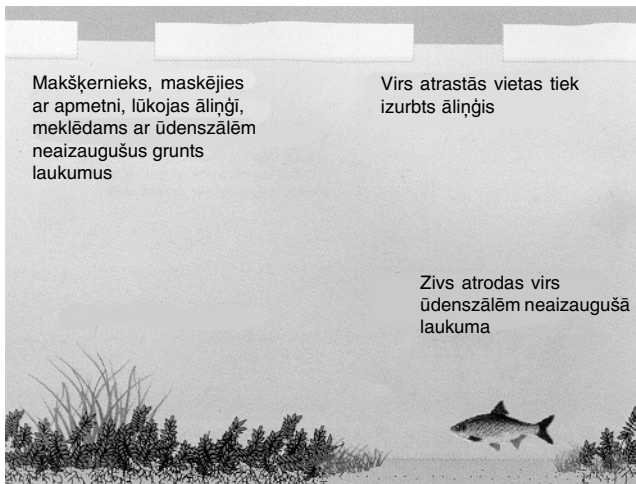 Makšķernieks, maskējies
ar apmetni, lūkojas āliņģī,
meklēdams ar ūdenszālēm
neaizaugušus grunts
laukumus
Virs atrastās vietas tiek
izurbts āliņģis
Zivs atrodas virs
ūdenszālēm neaizaugušā
laukuma